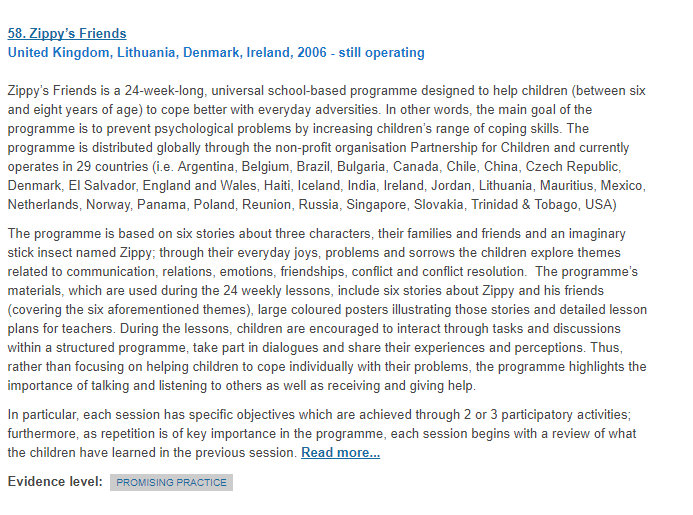 58. Zippy's Friends
United Kingdom, Lithuania, Denmark, Ireland, 2006 - still operating
Zippy's Friends is a 24-week-long, universal school-based programme designed to help children (between six
and eight years of age) to cope better with everyday adversities. In other words, the main goal of the
programme is to prevent psychological problems by increasing children's range of coping skills. The
programme is distributed globally through the non-profit organisation Partnership for Children and currently
operates in 29 countries (i.e. Argentina, Belgium, Brazil, Bulgaria, Canada, Chile, China, Czech Republic,
Denmark, El Salvador, England and Wales, Haiti, Iceland, India, Ireland, Jordan, Lithuania, Mauritius, Mexico,
Netherlands, Norway, Panama, Poland, Reunion, Russia, Singapore, Slovakia, Trinidad & Tobago, USA)
The programme is based on six stories about three characters, their families and friends and an imaginary
stick insect named Zippy; through their everyday joys, problems and sorrows the children explore themes
related to communication, relations, emotions, friendships, conflict and conflict resolution. The programme's
materials, which are used during the 24 weekly lessons, include six stories about Zippy and his friends
(covering the six aforementioned themes), large coloured posters illustrating those stories and detailed lesson
plans for teachers. During the lessons, children are encouraged to interact through tasks and discussions
within a structured programme, take part in dialogues and share their experiences and perceptions. Thus,
rather than focusing on helping children to cope individually with their problems, the programme highlights the
importance of talking and listening to others as well as receiving and giving help.
In particular, each session has specific objectives which are achieved through 2 or 3 participatory activities;
furthermore, as repetition is of key importance in the programme, each session begins with a review of what
the children have learned in the previous session. Read more...
Evidence level: PROMISING PRACTICE